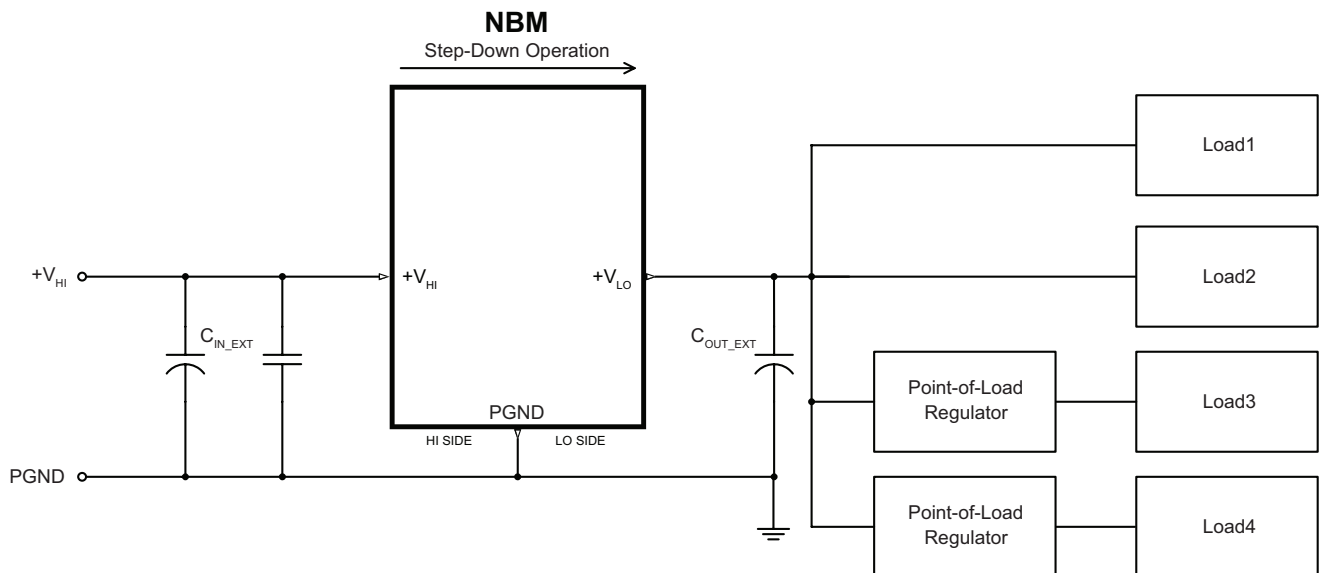 NBM
Step-Down Operation
Load1
+V_HI
+V_HI
+V_LO
Load2
C_IN_EXT
C_OUT_EXT
Point-of-Load
Regulator
Load3
PGND
HI SIDE
LO SIDE
PGND
Point-of-Load
Regulator
Load4